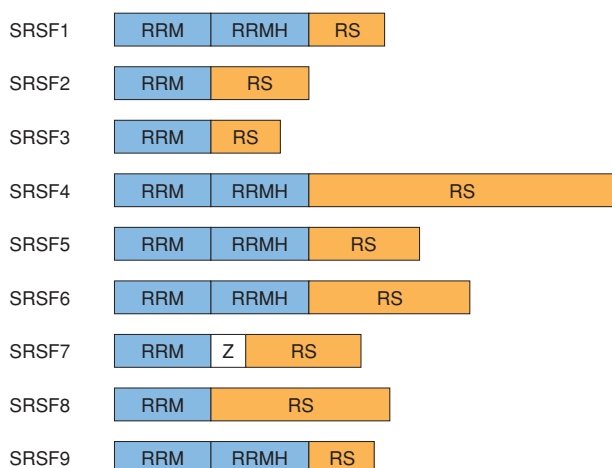 SRSF1 RRM RRMH RS
SRSF2 RRM RS
SRSF3 RRM RS
SRSF4 RRM RRMH RS
SRSF5 RRM RRMH RS
SRSF6 RRM RRMH RS
SRSF7 RRM Z RS
SRSF8 RRM RS
SRSF9 RRM RRMH RS